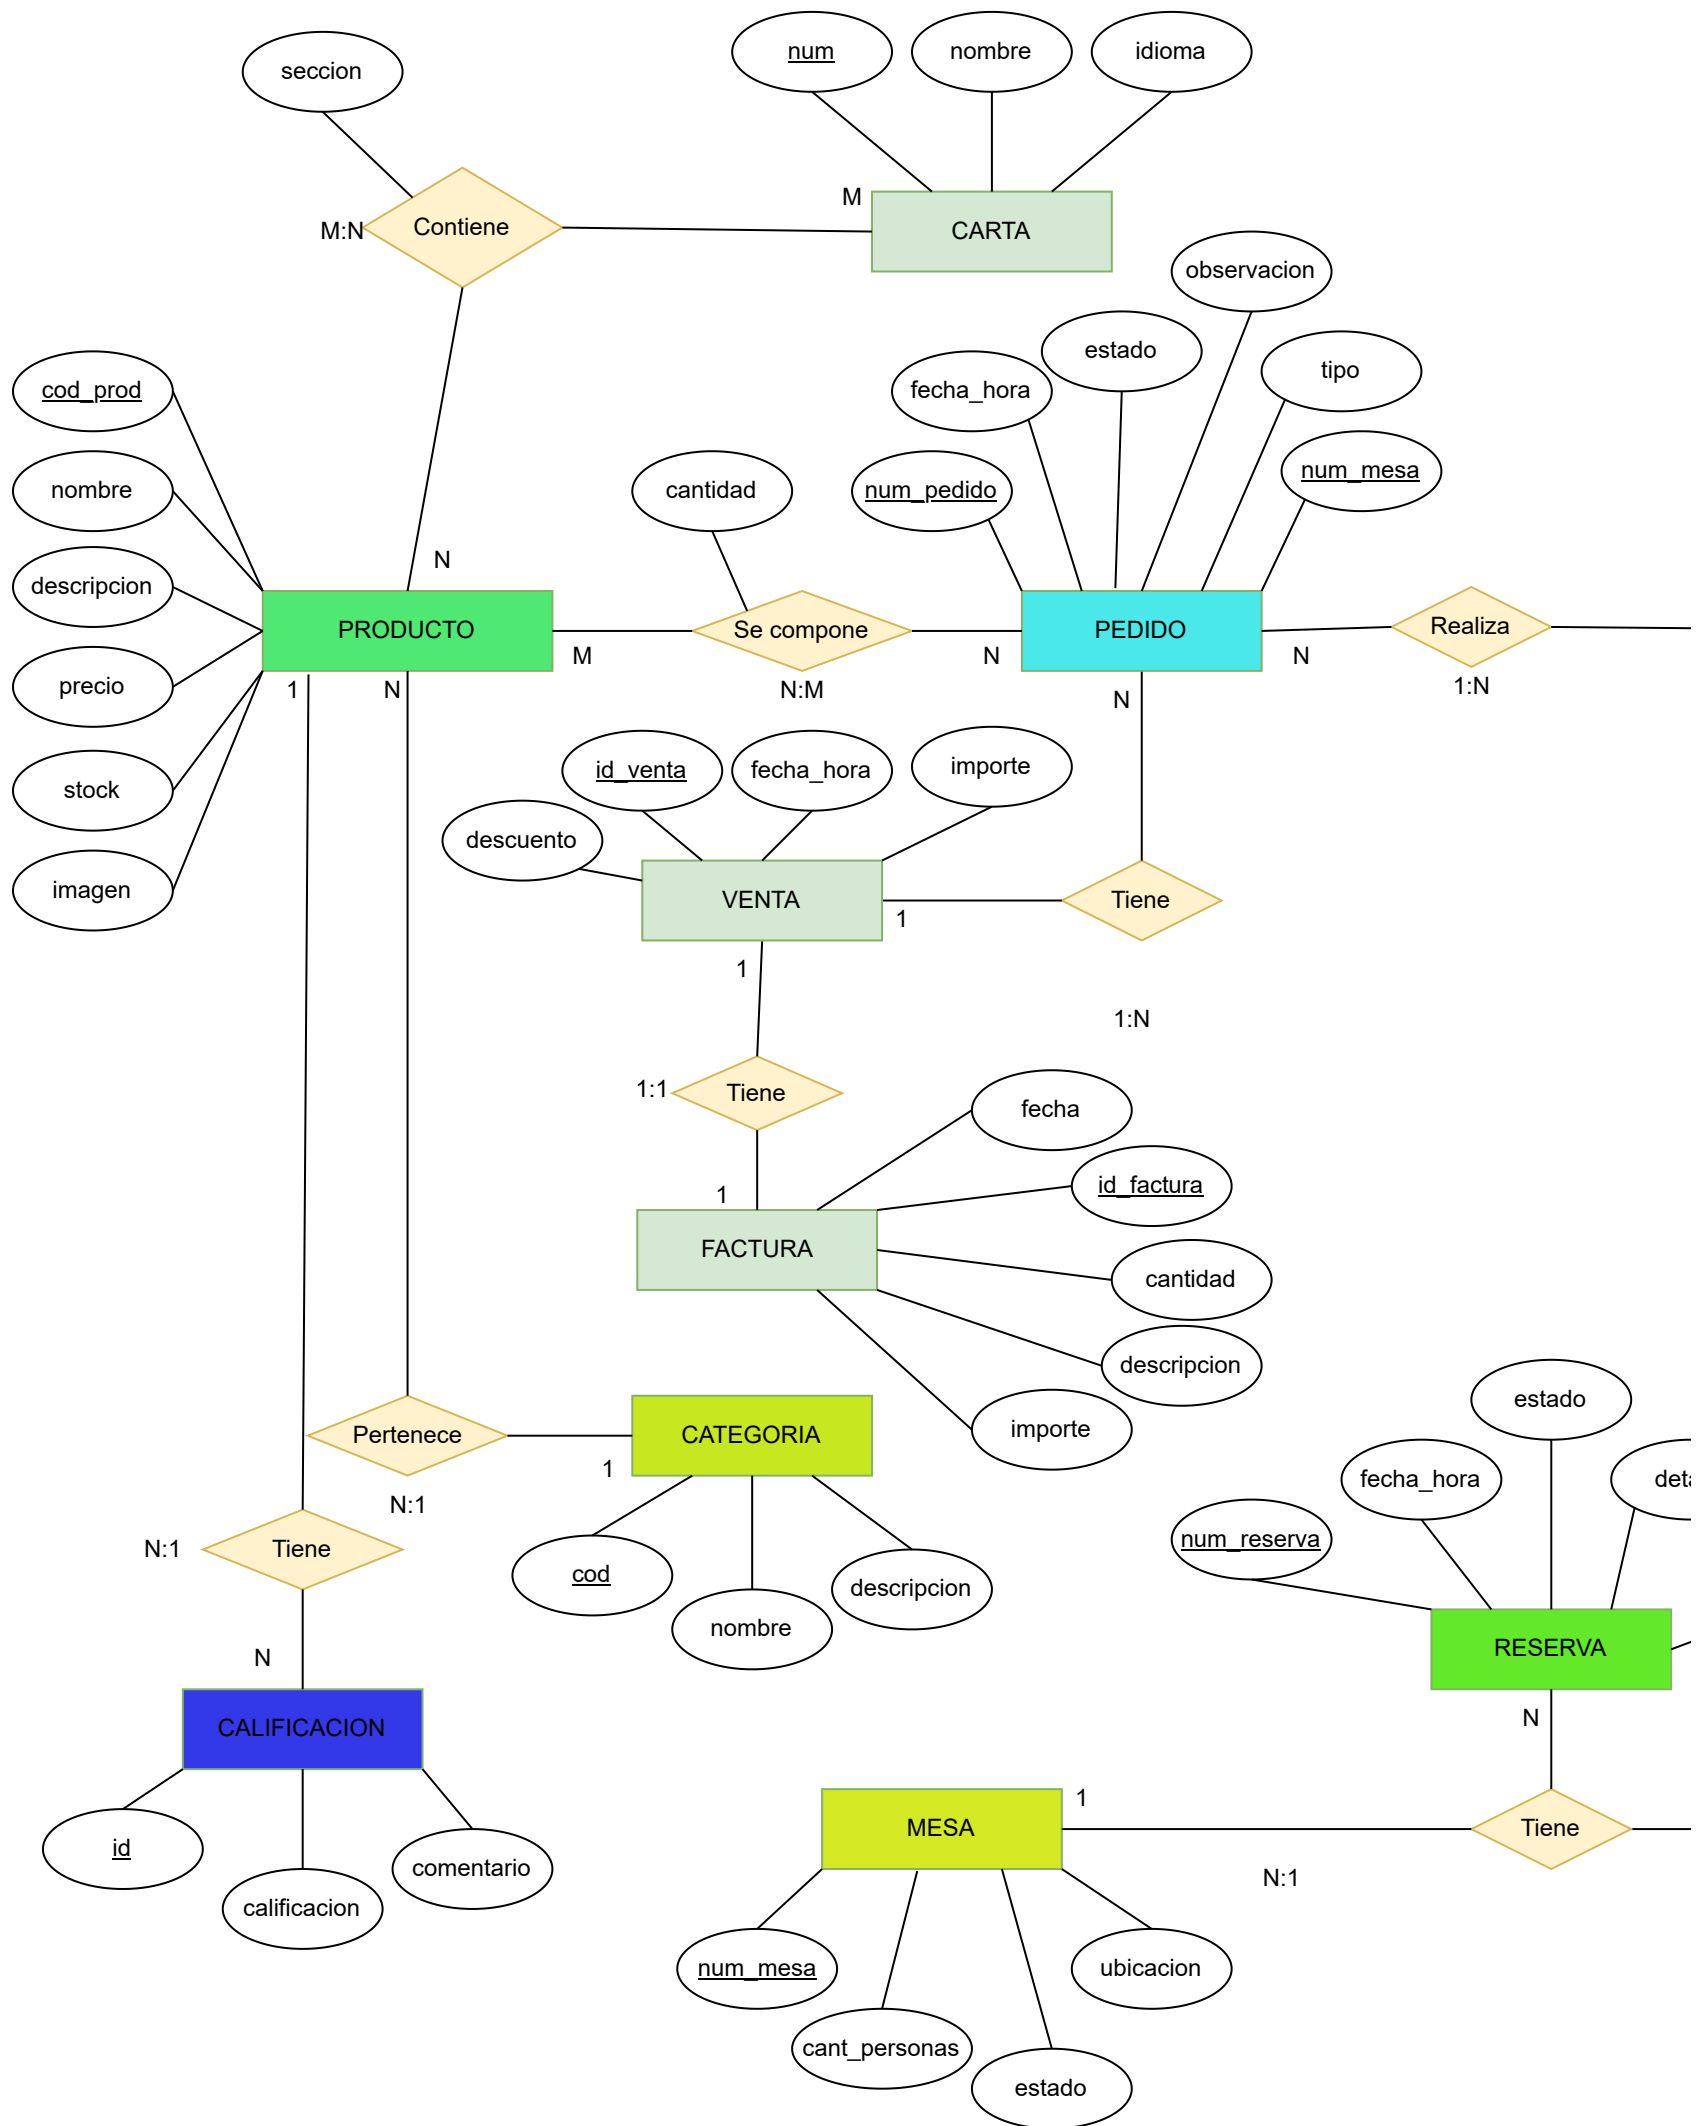 num
nombre
idioma
seccion
M
M:N
Contiene
CARTA
observacion
estado
tipo
fecha_hora
cod_prod
num_mesa
cantidad
num_pedido
nombre
N
descripcion
PRODUCTO
Se compone
PEDIDO
Realiza
M
N
N
1:N
precio
1
N
N:M
N
id_venta
fecha_hora
importe
stock
descuento
imagen
VENTA
Tiene
1
1
1:N
1:1
Tiene
fecha
id_factura
1
FACTURA
cantidad
descripcion
estado
importe
Pertenece
CATEGORIA
1
fecha_hora
N:1
num_reserva
N:1
Tiene
cod
descripcion
nombre
RESERVA
N
N
CALIFICACION
1
MESA
Tiene
id
comentario
N:1
calificacion
num_mesa
ubicacion
cant_personas
estado